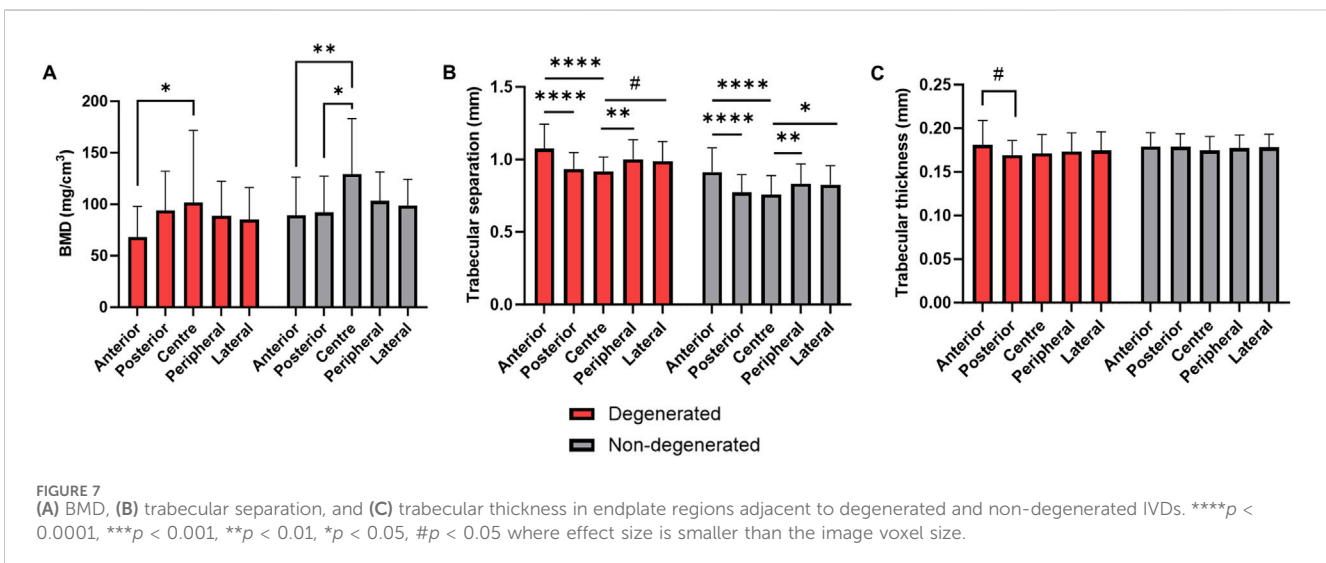 A
BMD (mg/cm³)
200
150
100
50
0
*
**
*
Anterior
Posterior
Centre
Peripheral
Lateral
Anterior
Posterior
Centre
Peripheral
Lateral
B
Trabecular separation (mm)
1.5
1.0
0.5
0.0
****
****
#
**
****
****
*
**
Anterior
Posterior
Centre
Peripheral
Lateral
Anterior
Posterior
Centre
Peripheral
Lateral
C
Trabecular thickness (mm)
0.25
0.20
0.15
0.10
0.05
0.00
#
Anterior
Posterior
Centre
Peripheral
Lateral
Anterior
Posterior
Centre
Peripheral
Lateral
Degenerated
Non-degenerated
FIGURE 7
(A) BMD, (B) trabecular separation, and (C) trabecular thickness in endplate regions adjacent to degenerated and non-degenerated IVDs. ****p <
0.0001, ***p < 0.001, **p < 0.01, *p < 0.05, #p < 0.05 where effect size is smaller than the image voxel size.